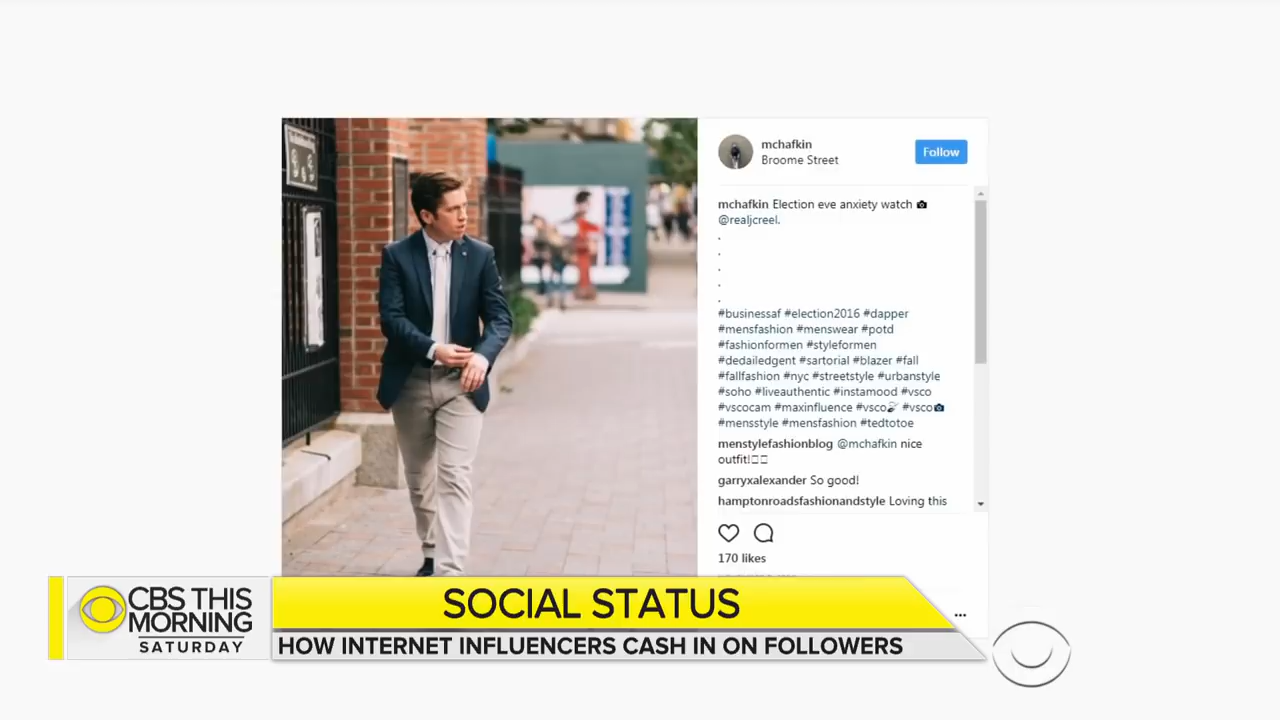 mchafkin
Broome Street
Follow
mchafkin Election eve anxiety watch 📷
@realjcreel.
.
.
.
.
.
#businessaf #election2016 #dapper
#mensfashion #menswear #potd
#fashionformen #styleformen
#dedailedgent #sartorial #blazer #fall
#fallfashion #nyc #streetstyle #urbanstyle
#soho #liveauthentic #instamood #vsco
#vscocam #maxinfluence #vsco🍃 #vsco📷
#mensstyle #mensfashion #tedtotoe
menstylefashionblog @mchafkin nice
outfit!□□
garryxalexander So good!
hamptonroadsfashionandstyle Loving this
170 likes
...
CBS THIS
MORNING
SATURDAY
SOCIAL STATUS
HOW INTERNET INFLUENCERS CASH IN ON FOLLOWERS